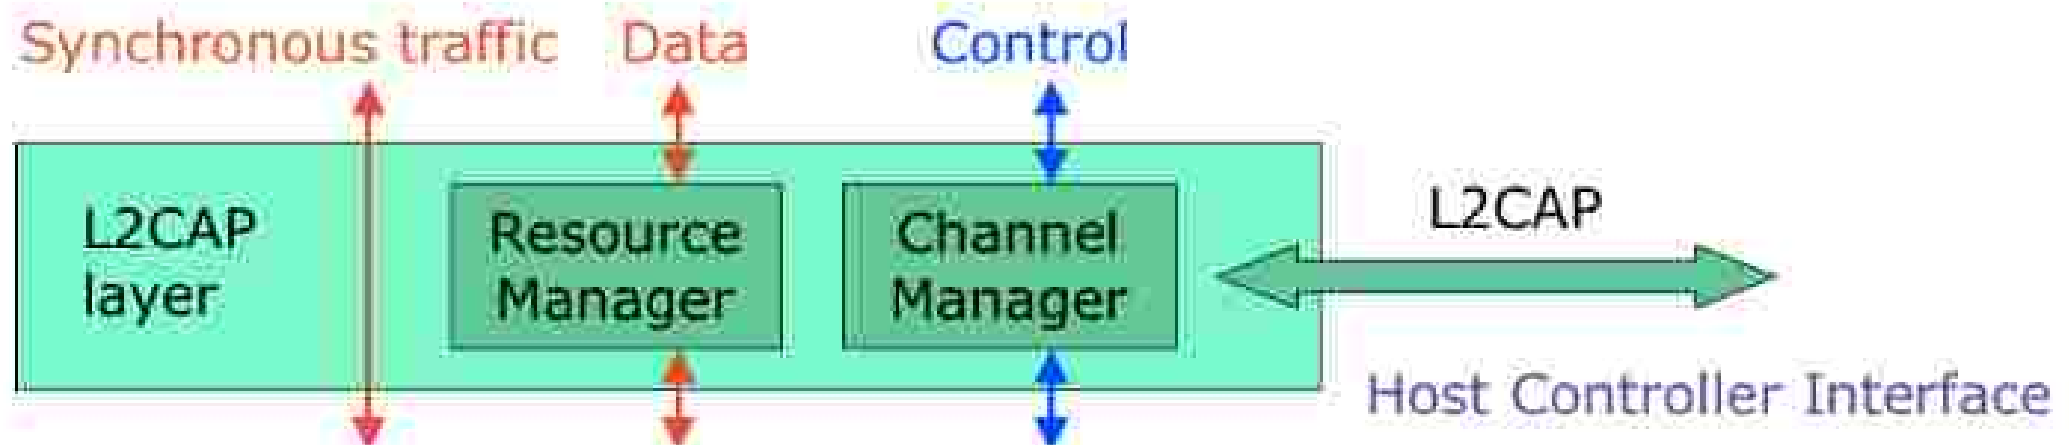 Synchronous traffic Data Control
L2CAP
layer
Resource
Manager
Channel
Manager
L2CAP
Host Controller Interface